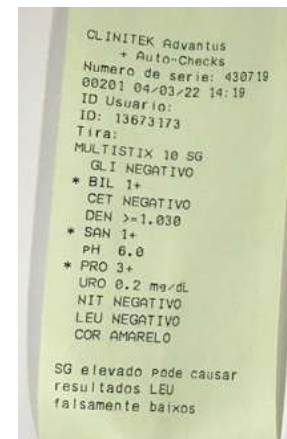 CLINITEK Advantus
+ Auto-Checks
Numero de serie: 430719
00201 04/03/22 14:19
ID Usuario:
ID: 13673173
Tira:
MULTISTIX 10 SG
GLI NEGATIVO
* BIL 1+
CET NEGATIVO
DEN >=1.030
* SAN 1+
PH 6.0
* PRO 3+
URO 0.2 mg/dL
NIT NEGATIVO
LEU NEGATIVO
COR AMARELO
SG elevado pode causar
resultados LEU
falsamente baixos